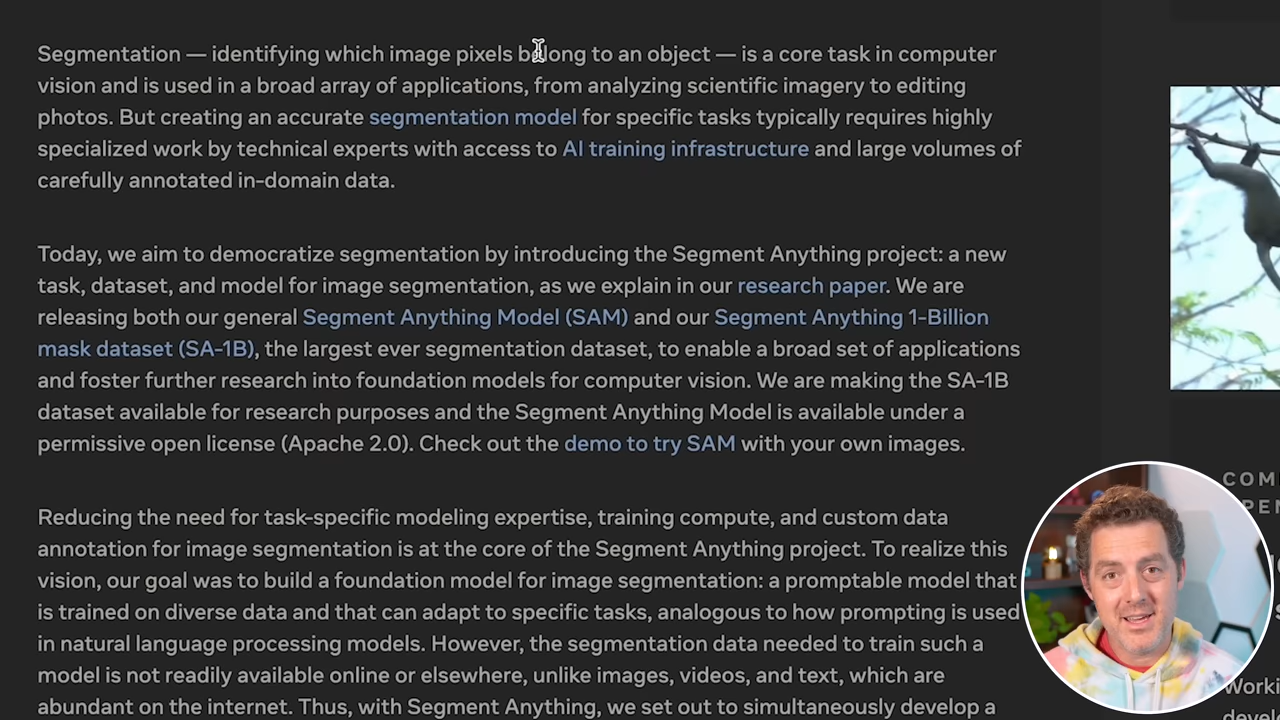 Segmentation — identifying which image pixels belong to an object — is a core task in computer
vision and is used in a broad array of applications, from analyzing scientific imagery to editing
photos. But creating an accurate segmentation model for specific tasks typically requires highly
specialized work by technical experts with access to AI training infrastructure and large volumes of
carefully annotated in-domain data.
Today, we aim to democratize segmentation by introducing the Segment Anything project: a new
task, dataset, and model for image segmentation, as we explain in our research paper. We are
releasing both our general Segment Anything Model (SAM) and our Segment Anything 1-Billion
mask dataset (SA-1B), the largest ever segmentation dataset, to enable a broad set of applications
and foster further research into foundation models for computer vision. We are making the SA-1B
dataset available for research purposes and the Segment Anything Model is available under a
permissive open license (Apache 2.0). Check out the demo to try SAM with your own images.
Reducing the need for task-specific modeling expertise, training compute, and custom data
annotation for image segmentation is at the core of the Segment Anything project. To realize this
vision, our goal was to build a foundation model for image segmentation: a promptable model that
is trained on diverse data and that can adapt to specific tasks, analogous to how prompting is used
in natural language processing models. However, the segmentation data needed to train such a
model is not readily available online or elsewhere, unlike images, videos, and text, which are
abundant on the internet. Thus, with Segment Anything, we set out to simultaneously develop a
COM
Worki